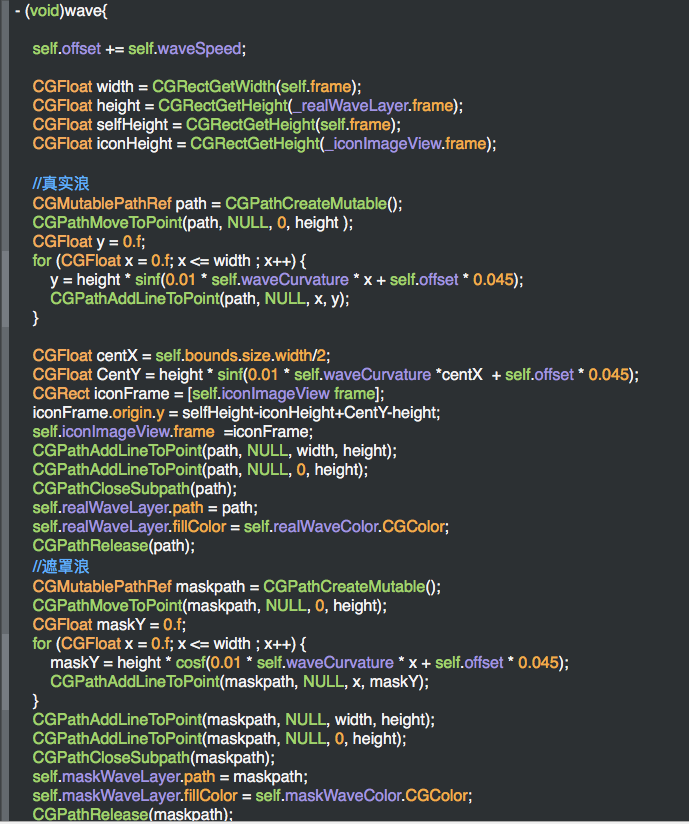 - (void)wave{
self.offset += self.waveSpeed;
CGFloat width = CGRectGetWidth(self.frame);
CGFloat height = CGRectGetHeight(_realWaveLayer.frame);
CGFloat selfHeight = CGRectGetHeight(self.frame);
CGFloat iconHeight = CGRectGetHeight(_iconImageView.frame);
//真实浪
CGMutablePathRef path = CGPathCreateMutable();
CGPathMoveToPoint(path, NULL, 0, height );
CGFloat y = 0.f;
for (CGFloat x = 0.f; x <= width ; x++) {
y = height * sinf(0.01 * self.waveCurvature * x + self.offset * 0.045);
CGPathAddLineToPoint(path, NULL, x, y);
}
CGFloat centX = self.bounds.size.width/2;
CGFloat CentY = height * sinf(0.01 * self.waveCurvature *centX  + self.offset * 0.045);
CGRect iconFrame = [self.iconImageView frame];
iconFrame.origin.y = selfHeight-iconHeight+CentY-height;
self.iconImageView.frame  =iconFrame;
CGPathAddLineToPoint(path, NULL, width, height);
CGPathAddLineToPoint(path, NULL, 0, height);
CGPathCloseSubpath(path);
self.realWaveLayer.path = path;
self.realWaveLayer.fillColor = self.realWaveColor.CGColor;
CGPathRelease(path);
//遮罩浪
CGMutablePathRef maskpath = CGPathCreateMutable();
CGPathMoveToPoint(maskpath, NULL, 0, height);
CGFloat maskY = 0.f;
for (CGFloat x = 0.f; x <= width ; x++) {
maskY = height * cosf(0.01 * self.waveCurvature * x + self.offset * 0.045);
CGPathAddLineToPoint(maskpath, NULL, x, maskY);
}
CGPathAddLineToPoint(maskpath, NULL, width, height);
CGPathAddLineToPoint(maskpath, NULL, 0, height);
CGPathCloseSubpath(maskpath);
self.maskWaveLayer.path = maskpath;
self.maskWaveLayer.fillColor = self.maskWaveColor.CGColor;
CGPathRelease(maskpath);